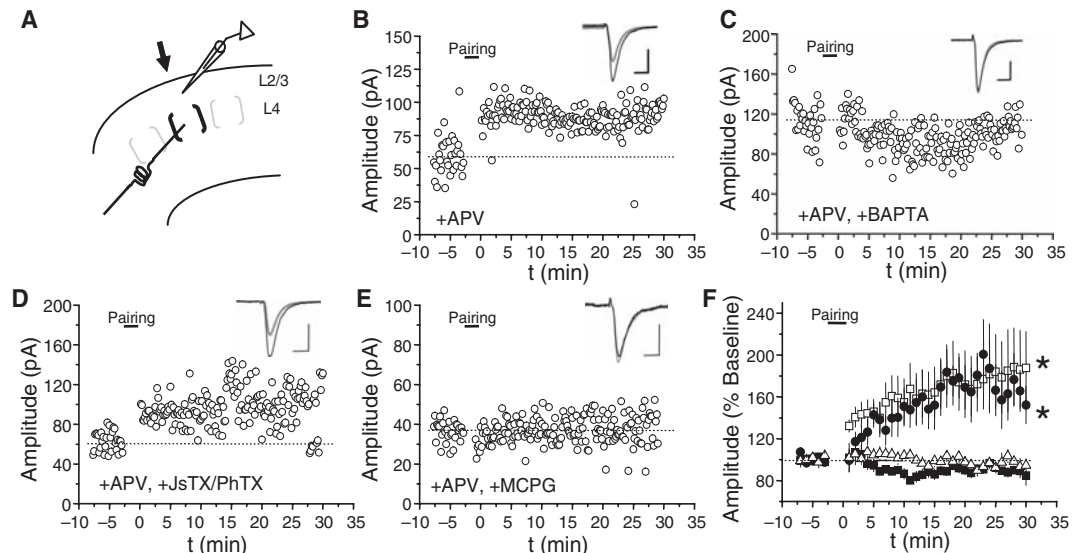 A
L2/3
L4
B
Pairing
Amplitude (pA)
150
125
100
75
50
25
0
+APV
−10 −5 0 5 10 15 20 25 30 35
t (min)
C
Pairing
Amplitude (pA)
200
160
120
80
40
0
+APV, +BAPTA
−10 −5 0 5 10 15 20 25 30 35
t (min)
D
Pairing
Amplitude (pA)
200
160
120
80
40
0
+APV, +JsTX/PhTX
−10 −5 0 5 10 15 20 25 30 35
t (min)
E
Pairing
Amplitude (pA)
100
80
60
40
20
0
+APV, +MCPG
−10 −5 0 5 10 15 20 25 30 35
t (min)
F
Pairing
Amplitude (% Baseline)
240
200
160
120
80
*
*
−10 −5 0 5 10 15 20 25 30 35
t (min)